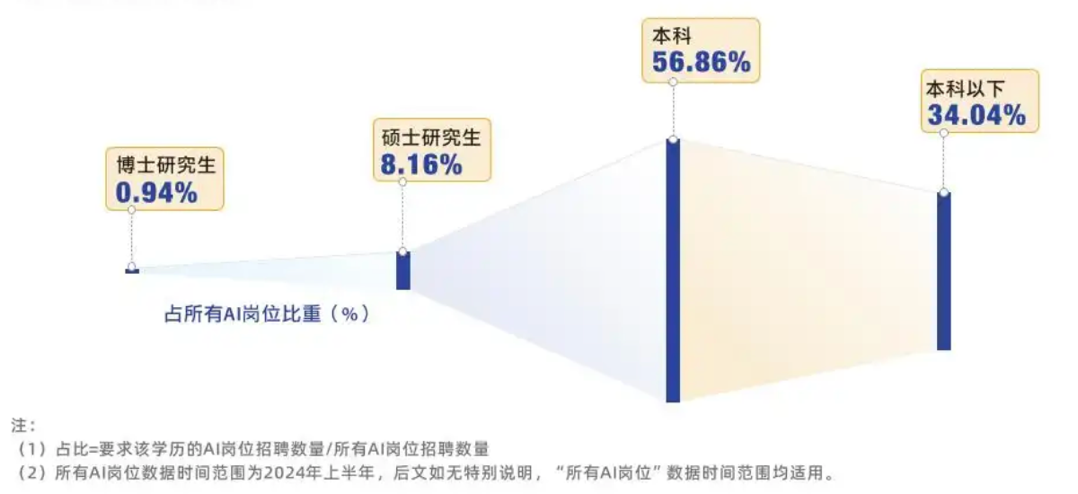 本科
56.86%
本科以下
34.04%
硕士研究生
8.16%
博士研究生
0.94%
占所有AI岗位比重（%）
注：
（1）占比=要求该学历的AI岗位招聘数量/所有AI岗位招聘数量
（2）所有AI岗位数据时间范围为2024年上半年，后文如无特别说明，“所有AI岗位”数据时间范围均适用。